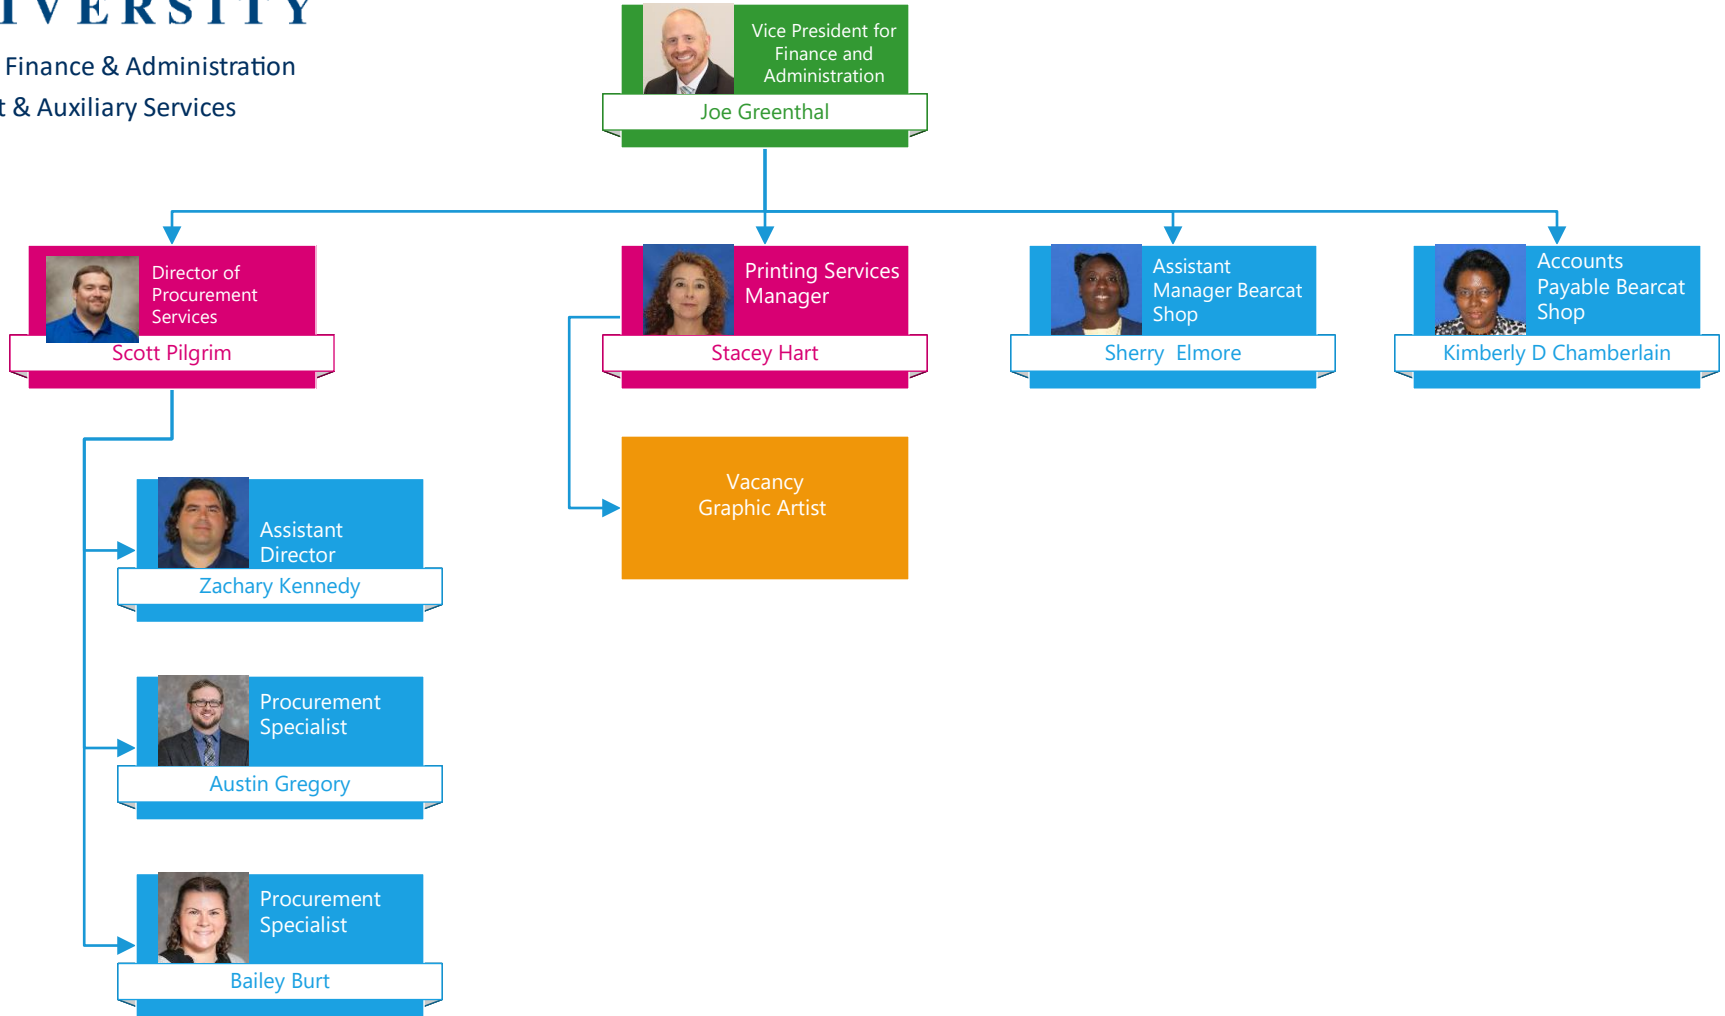 Finance & Administration
& Auxiliary Services
Vice President for
Finance and
Administration
Joe Greenthal
Director of
Procurement
Services
Scott Pilgrim
Printing Services
Manager
Stacey Hart
Assistant
Manager Bearcat
Shop
Sherry Elmore
Accounts
Payable Bearcat
Shop
Kimberly D Chamberlain
Vacancy
Graphic Artist
Assistant
Director
Zachary Kennedy
Procurement
Specialist
Austin Gregory
Procurement
Specialist
Bailey Burt